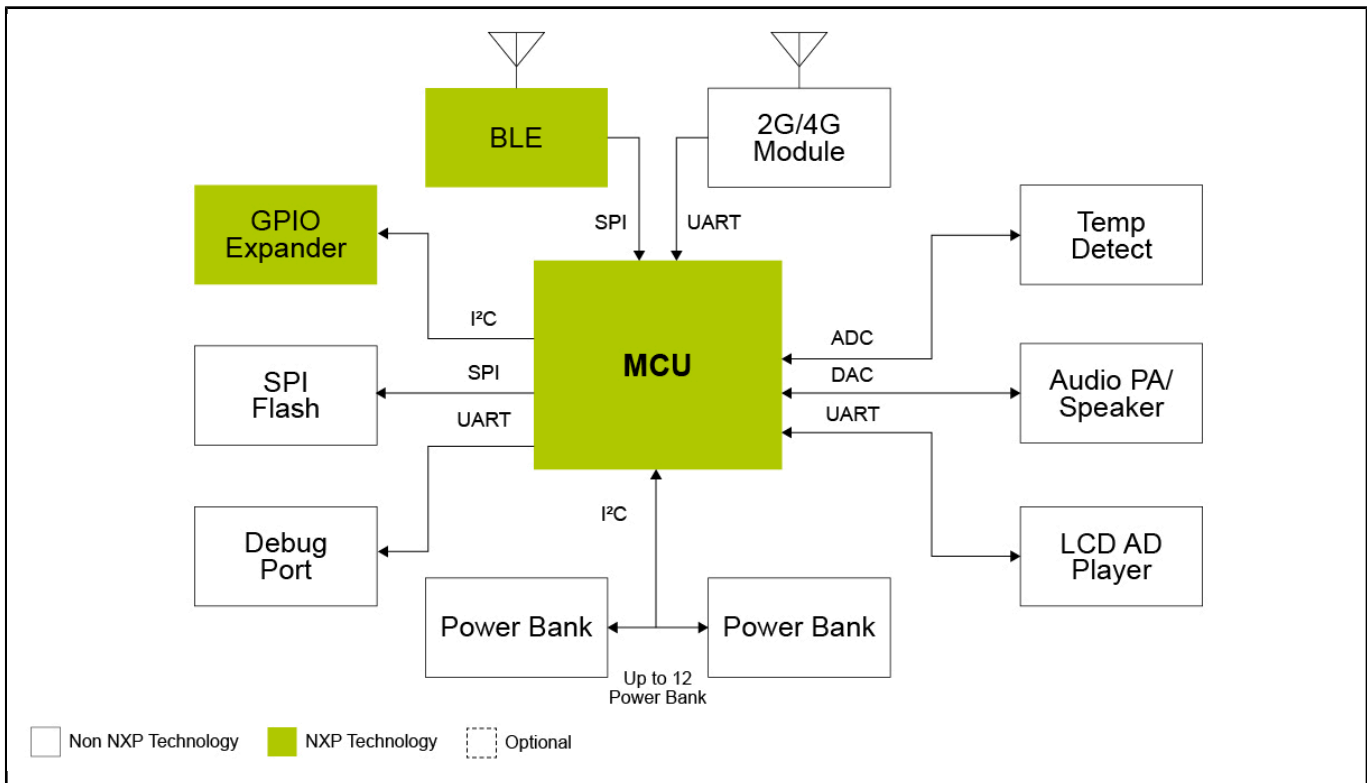 BLE
2G/4G
Module
GPIO
Expander
SPI
UART
Temp
Detect
I²C
ADC
SPI
Flash
SPI
MCU
DAC
Audio PA/
Speaker
UART
UART
Debug
Port
I²C
LCD AD
Player
Power Bank
Power Bank
Up to 12
Power Bank
Non NXP Technology
NXP Technology
Optional